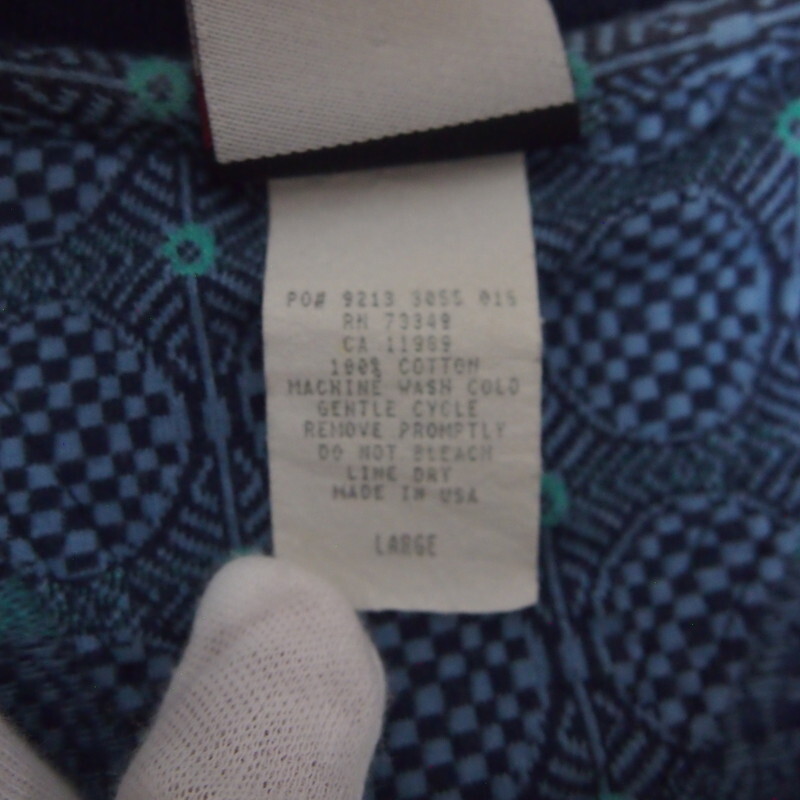 PO# 9213 3055 015
RN 73349
CA 11989
100% COTTON
MACHINE WASH COLD
GENTLE CYCLE
REMOVE PROMPTLY
DO NOT BLEACH
LINE DRY
MADE IN USA
LARGE